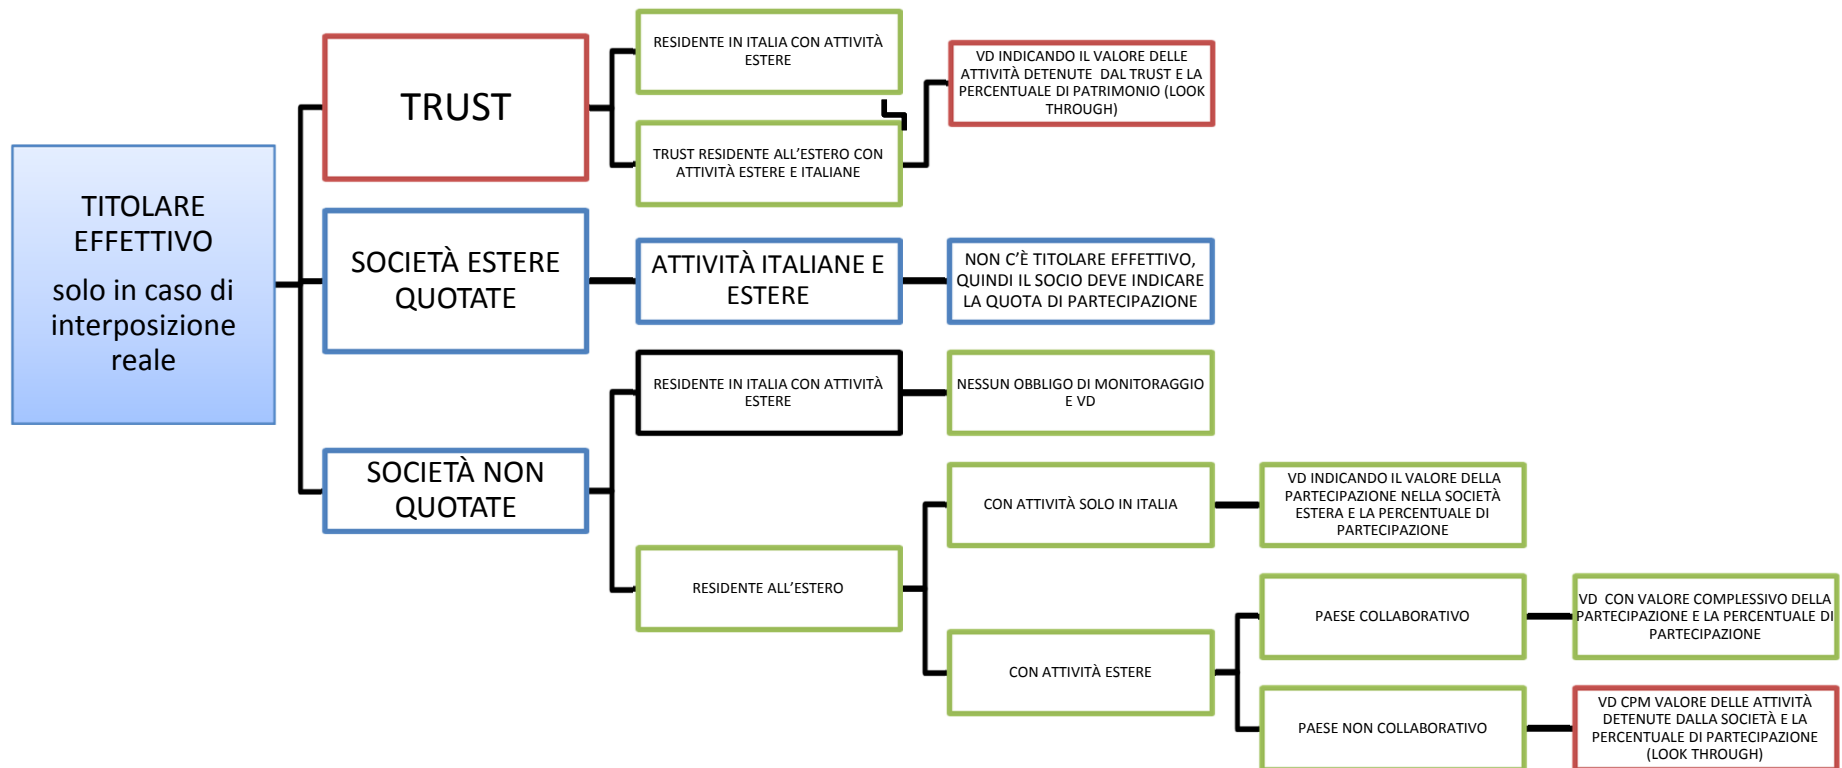 TITOLARE
EFFETTIVO
solo in caso di
interposizione
reale
TRUST
RESIDENTE IN ITALIA CON ATTIVITÀ
ESTERE
TRUST RESIDENTE ALL'ESTERO CON
ATTIVITÀ ESTERE E ITALIANE
VD INDICANDO IL VALORE DELLE
ATTIVITÀ DETENUTE DAL TRUST E LA
PERCENTUALE DI PATRIMONIO (LOOK
THROUGH)
SOCIETÀ ESTERE
QUOTATE
ATTIVITÀ ITALIANE E
ESTERE
NON C'È TITOLARE EFFETTIVO,
QUINDI IL SOCIO DEVE INDICARE
LA QUOTA DI PARTECIPAZIONE
SOCIETÀ NON
QUOTATE
RESIDENTE IN ITALIA CON ATTIVITÀ
ESTERE
NESSUN OBBLIGO DI MONITORAGGIO
E VD
RESIDENTE ALL'ESTERO
CON ATTIVITÀ SOLO IN ITALIA
VD INDICANDO IL VALORE DELLA
PARTECIPAZIONE NELLA SOCIETÀ
ESTERA E LA PERCENTUALE DI
PARTECIPAZIONE
CON ATTIVITÀ ESTERE
PAESE COLLABORATIVO
VD CON VALORE COMPLESSIVO DELLA
PARTECIPAZIONE E LA PERCENTUALE DI
PARTECIPAZIONE
PAESE NON COLLABORATIVO
VD CPM VALORE DELLE ATTIVITÀ
DETENUTE DALLA SOCIETÀ E LA
PERCENTUALE DI PARTECIPAZIONE
(LOOK THROUGH)